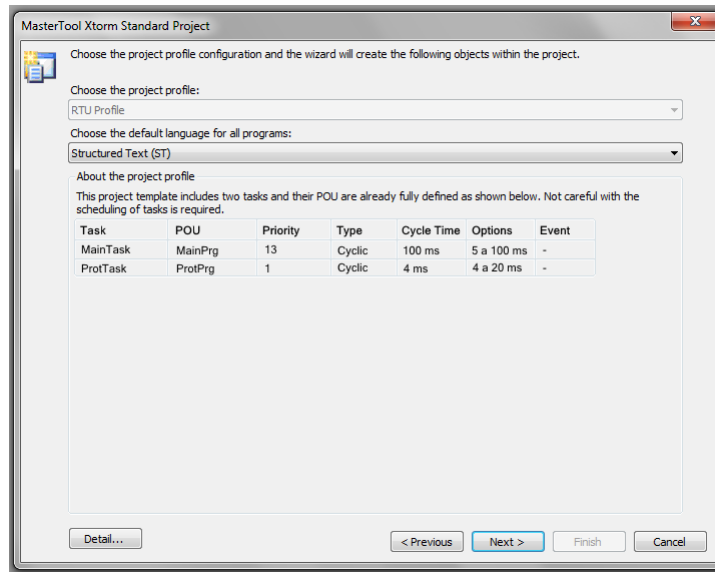 MasterTool Xtorm Standard Project
Choose the project profile configuration and the wizard will create the following objects within the project.
Choose the project profile:
RTU Profile
Choose the default language for all programs:
Structured Text (ST)
About the project profile
This project template includes two tasks and their POU are already fully defined as shown below. Not careful with the
scheduling of tasks is required.
Task POU Priority Type Cycle Time Options Event
MainTask MainPrg 13 Cyclic 100 ms 5 a 100 ms -
ProtTask ProtPrg 1 Cyclic 4 ms 4 a 20 ms -
Detail... < Previous Next > Finish Cancel